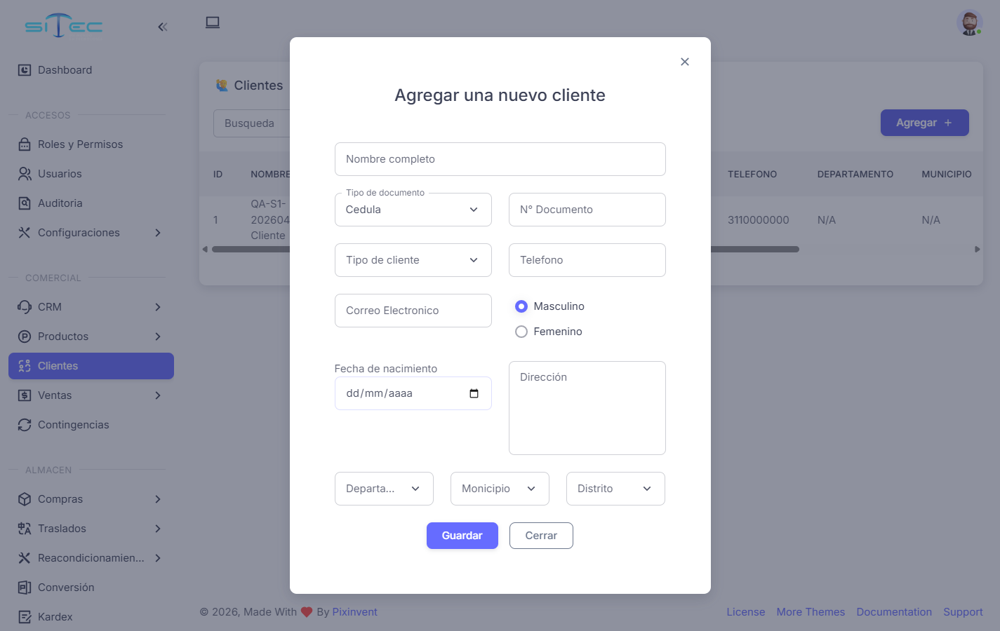 SITEC
Dashboard
ACCESOS
Roles y Permisos
Usuarios
Auditoria
Configuraciones
COMERCIAL
CRM
Productos
Clientes
Ventas
Contingencias
ALMACEN
Compras
Traslados
Reacondicionamien...
Conversión
Kardex
Clientes
Busqueda
Agregar +
ID NOMBRE TELEFONO DEPARTAMENTO MUNICIPIO
QA-S1-
1 202604 3110000000 N/A N/A
Cliente
Agregar una nuevo cliente
Nombre completo
Tipo de documento
Cedula
N° Documento
Tipo de cliente
Telefono
Correo Electronico
Masculino
Femenino
Fecha de nacimiento
dd/mm/aaaa
Dirección
Departa...
Monicipio
Distrito
Guardar
Cerrar
© 2026, Made With ❤️ By Pixinvent
License More Themes Documentation Support